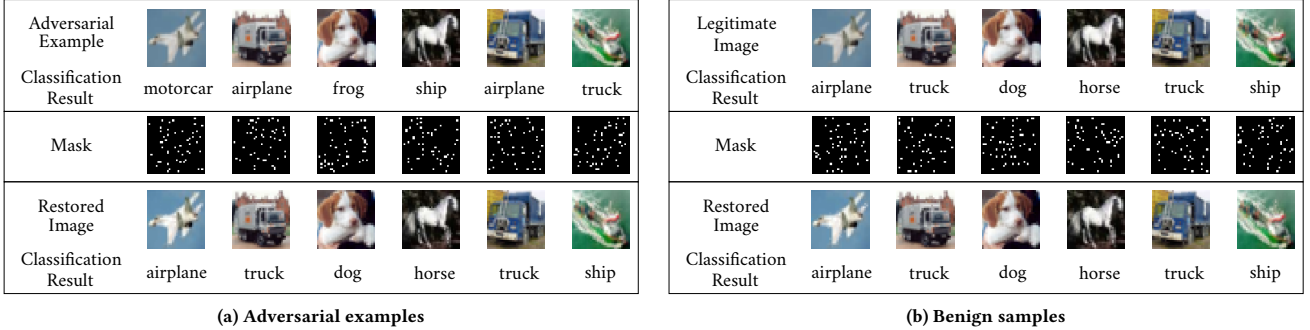 Adversarial
Example
Classification
Result
motorcar airplane frog ship airplane truck
Mask
Restored
Image
Classification
Result
airplane truck dog horse truck ship
(a) Adversarial examples
Legitimate
Image
Classification
Result
airplane truck dog horse truck ship
Mask
Restored
Image
Classification
Result
airplane truck dog horse truck ship
(b) Benign samples